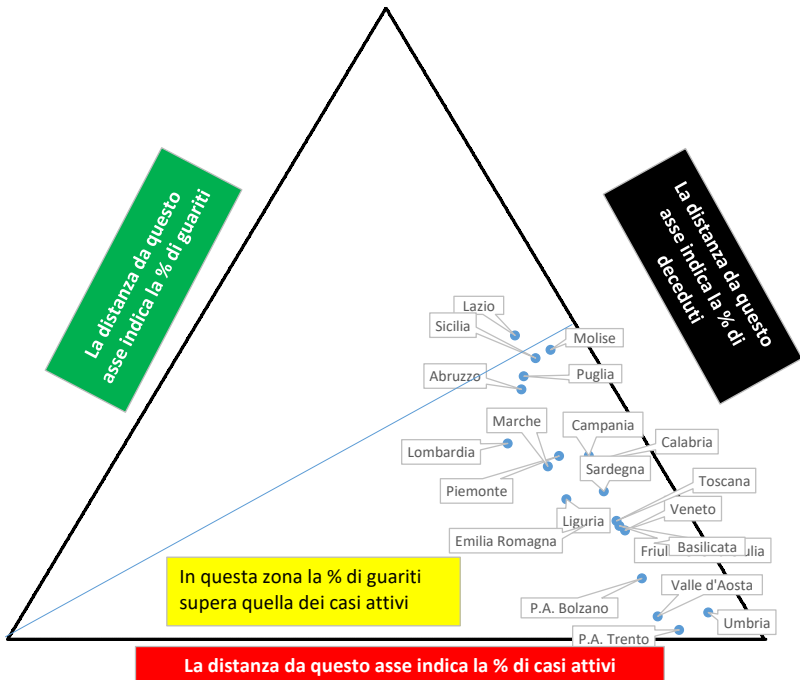 La distanza da questo
asse indica la % di guariti
La distanza da questo
asse indica la % di
deceduti
Lazio
Sicilia
Molise
Abruzzo
Puglia
Marche
Campania
Lombardia
Calabria
Sardegna
Piemonte
Toscana
Liguria
Veneto
Emilia Romagna
Basilicata
In questa zona la % di guariti
supera quella dei casi attivi
P.A. Bolzano
Valle d'Aosta
Umbria
P.A. Trento
La distanza da questo asse indica la % di casi attivi